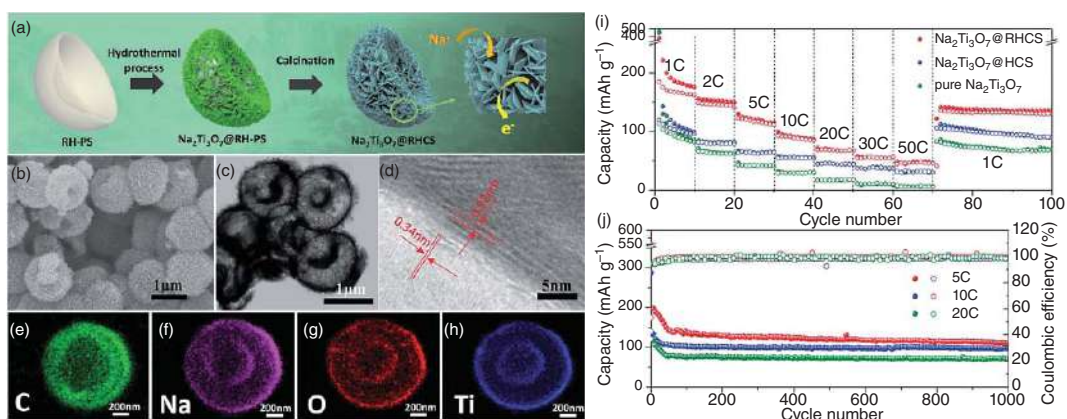 (a)
Hydrothermal
process
Calcination
Na⁺
e⁻
RH-PS
Na₂Ti₃O₇@RH-PS
Na₂Ti₃O₇@RHCS
(b)
1μm
(c)
1μm
(d)
0.34nm
5nm
(e)
C
200nm
(f)
Na
200nm
(g)
O
200nm
(h)
Ti
200nm
(i)
Capacity (mAh g⁻¹)
500
400
200
100
0
1C
2C
5C
10C
20C
30C
50C
1C
Na₂Ti₃O₇@RHCS
Na₂Ti₃O₇@HCS
pure Na₂Ti₃O₇
0 20 40 60 80 100
Cycle number
(j)
Capacity (mAh g⁻¹)
600
550
300
200
100
0
5C
10C
20C
120
100
80
60
40
20
0
Coulombic efficiency (%)
0 200 400 600 800 1000
Cycle number